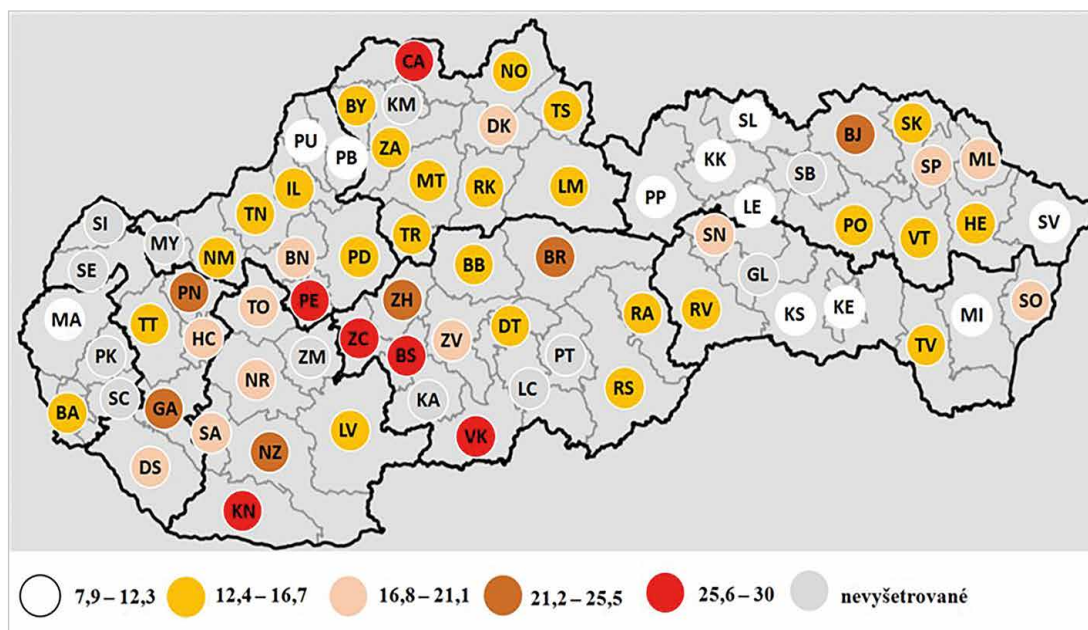 CA
NO
BY
KM
TS
DK
PU
PB
ZA
SL
BJ
SK
KK
SB
SP
ML
IL
MT
RK
LM
PP
LE
TN
TR
SI
MY
NM
BN
PD
BB
BR
SN
PO
VT
HE
SV
SE
PN
PE
ZH
GL
MA
TT
TO
HC
ZC
BS
ZV
DT
RA
RV
KS
KE
MI
SO
PK
ZM
PT
TV
BA
SC
GA
NR
KA
LC
RS
SA
LV
DS
NZ
VK
KN
7,9 – 12,3
12,4 – 16,7
16,8 – 21,1
21,2 – 25,5
25,6 – 30
nevyšetrované